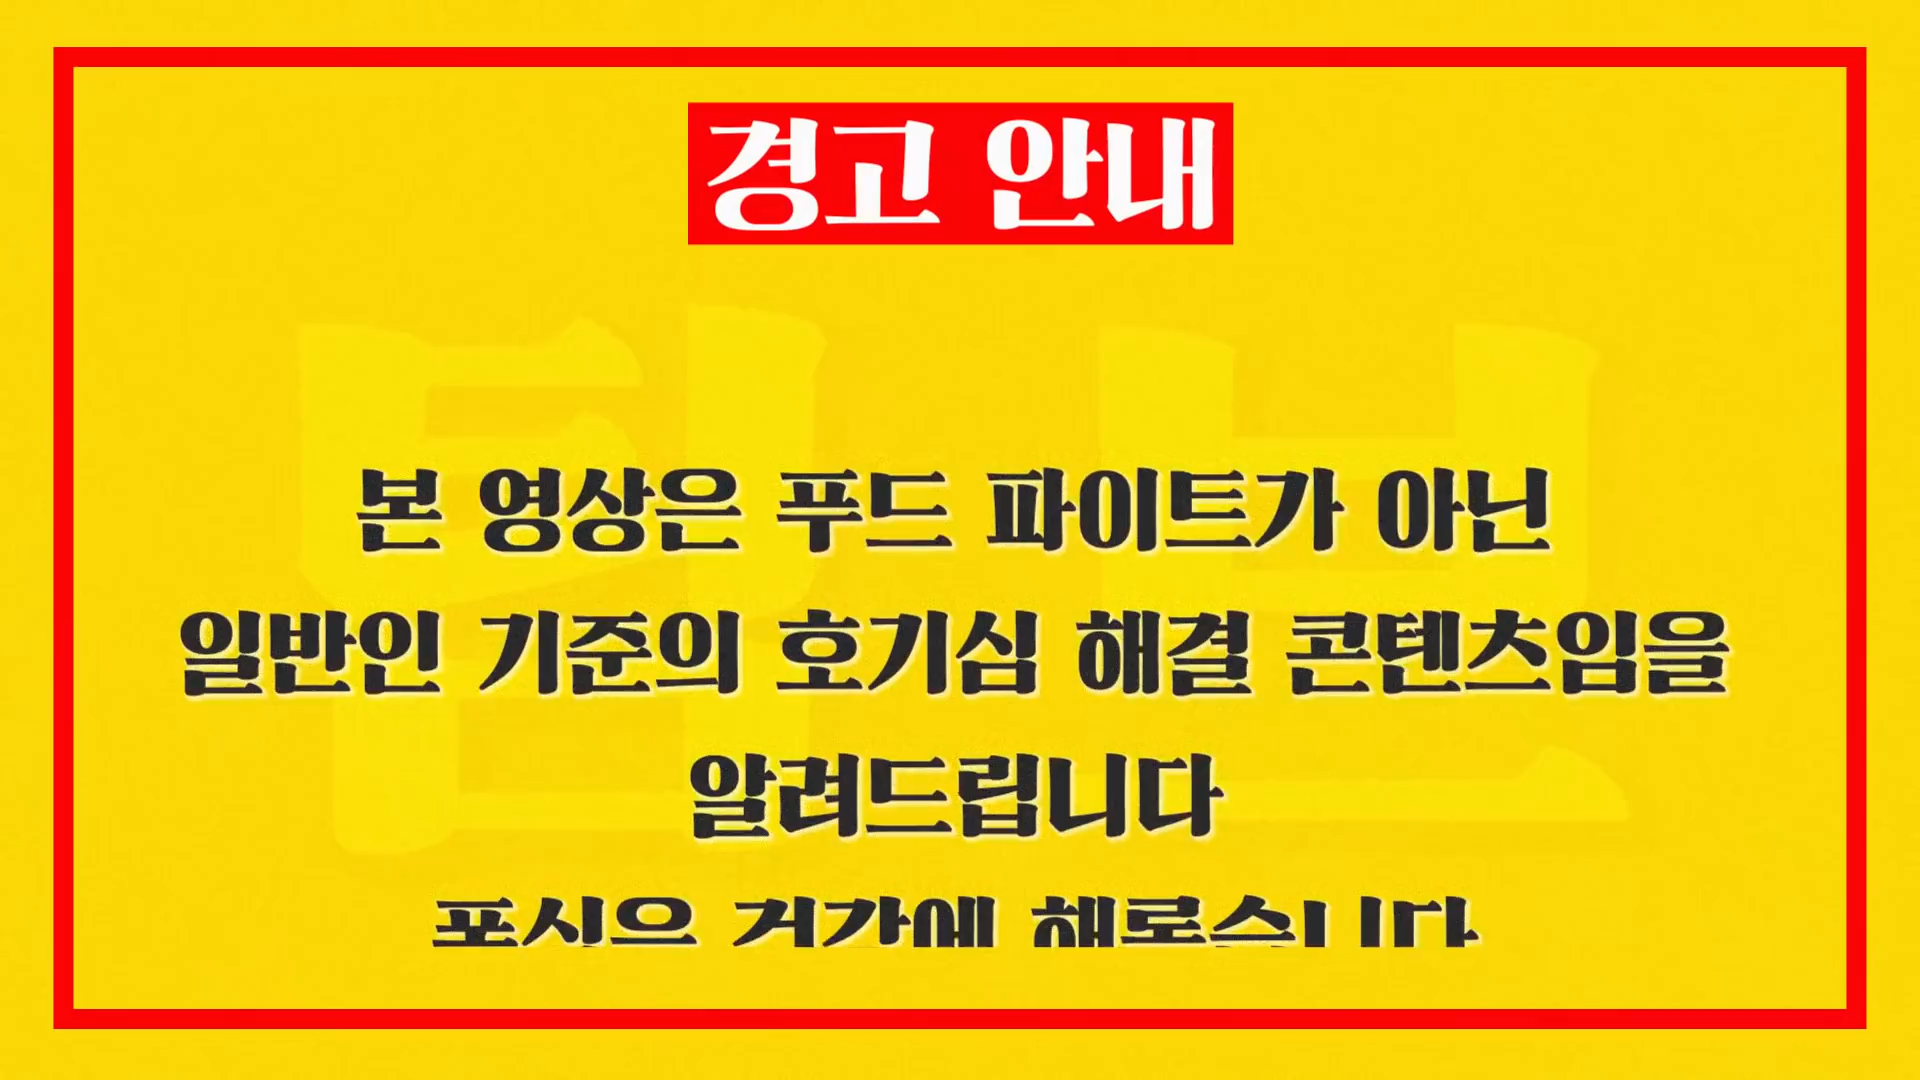 경고 안내
본 영상은 푸드 파이트가 아닌
일반인 기준의 호기심 해결 콘텐츠임을
알려드립니다